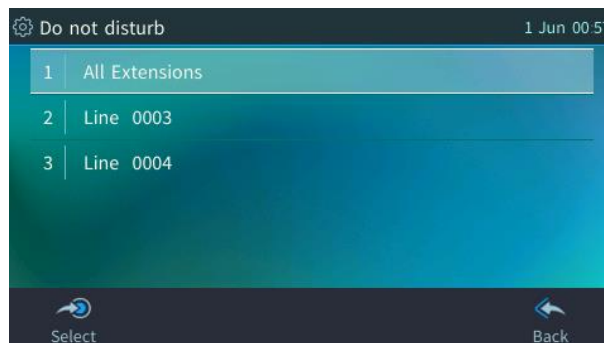 Do not disturb 1 Jun 00:5
1 All Extensions
2 Line 0003
3 Line 0004
Select Back